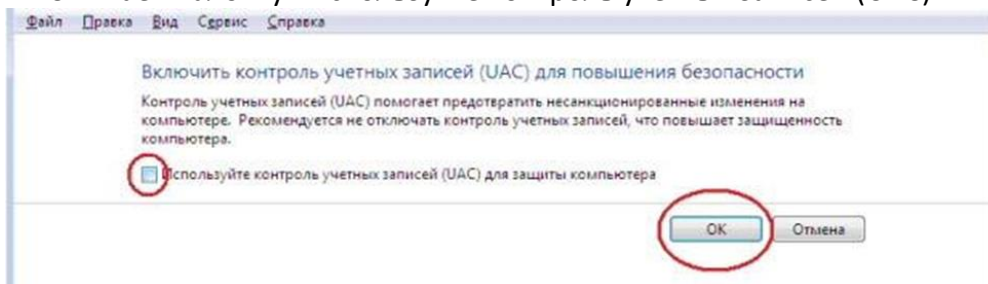 Файл Правка Вид Сервис Справка
Включить контроль учетных записей (UAC) для повышения безопасности
Контроль учетных записей (UAC) помогает предотвратить несанкционированные изменения на
компьютере. Рекомендуется не отключать контроль учетных записей, что повышает защищенность
компьютера.
Используйте контроль учетных записей (UAC) для защиты компьютера
OK Отмена